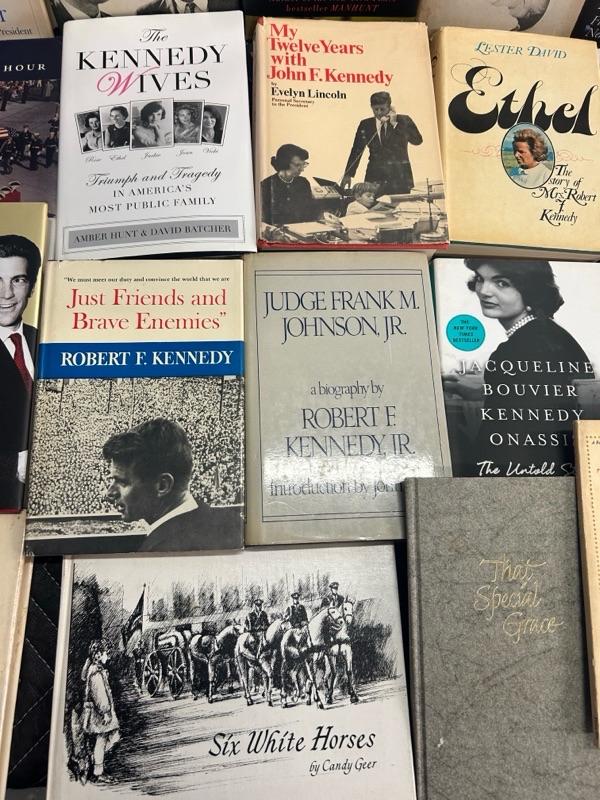 bestseller MANHUNT
President
HOUR
The
KENNEDY
WIVES
Rose Ethel Jackie Joan Vicki
Triumph and Tragedy
IN AMERICA'S
MOST PUBLIC FAMILY
AMBER HUNT & DAVID BATCHER
My
Twelve Years
with
John F. Kennedy
by
Evelyn Lincoln
Personal Secretary
to the President
LESTER DAVID
Ethel
The
story of
Mrs. Robert
F.
Kennedy
"We must meet our duty and convince the world that we are
Just Friends and
Brave Enemies"
ROBERT F. KENNEDY
JUDGE FRANK M.
JOHNSON, JR.
a biography by
ROBERT F.
KENNEDY, JR.
Introduction by
THE
NEW YORK
TIMES
BESTSELLER
JACQUELINE
BOUVIER
KENNEDY
ONASSI
The Untold S
That
Special
Grace
Six White Horses
by Candy Geer